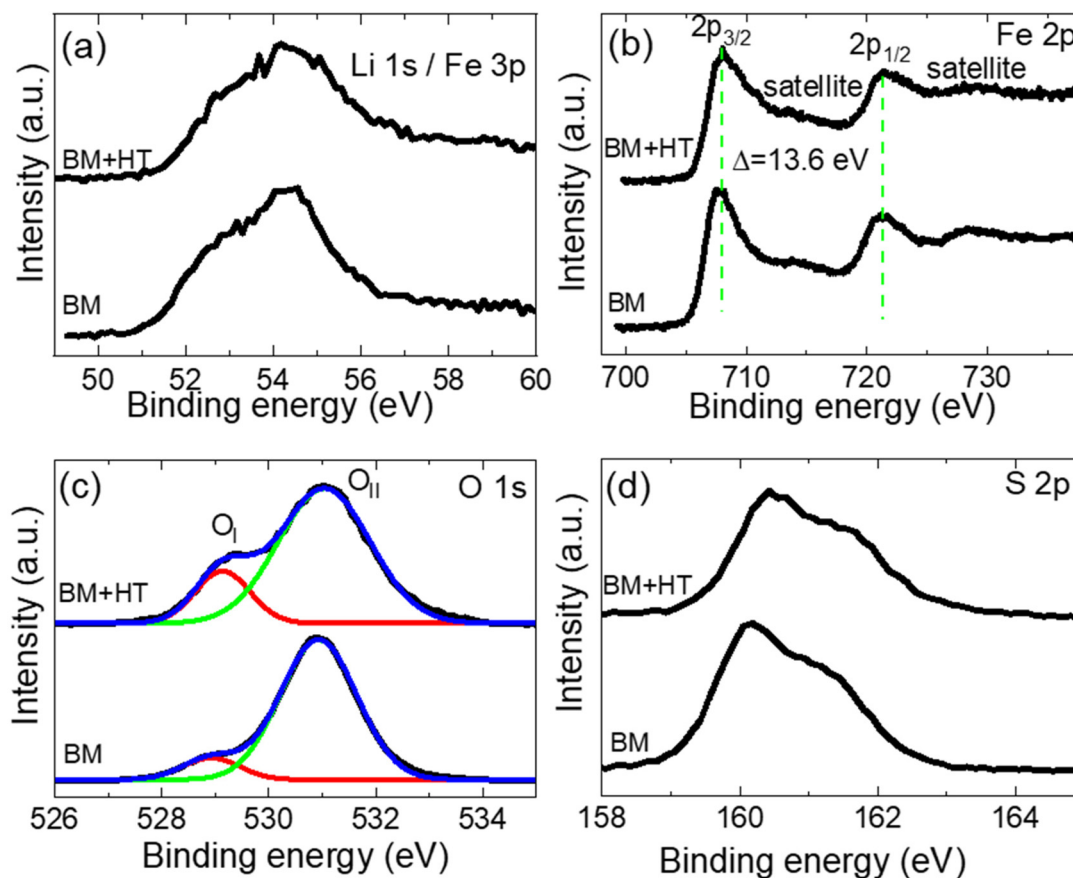 (a)
Li 1s / Fe 3p
BM+HT
BM
Intensity (a.u.)
50 52 54 56 58 60
Binding energy (eV)
(b)
2p3/2
2p1/2
Fe 2p
satellite
satellite
BM+HT
Δ=13.6 eV
BM
Intensity (a.u.)
700 710 720 730
Binding energy (eV)
(c)
O 1s
OII
OI
BM+HT
BM
Intensity (a.u.)
526 528 530 532 534
Binding energy (eV)
(d)
S 2p
BM+HT
BM
Intensity (a.u.)
158 160 162 164
Binding energy (eV)